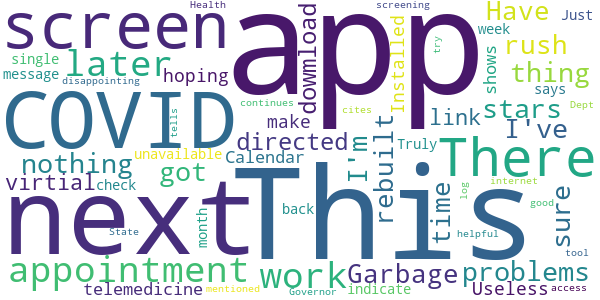 Health
screening
screen
app
dowmload
Have
Just
later
single
message
disappointing
hoping
Installed
try
week
rush
shows
thing
says
COVID
tells
continues
cites
make
link
stars
Dept
I've
nothing
unavailable
directed
Calendar
I'm
rebuilt
Truly
There
virtial
check
got
next
This
month
back
time
log
internet
good
sure
State
helpful
tool
appointment
work
Garbage
problems
telemedicine
mentioned
Governor
indicate
Useless
access